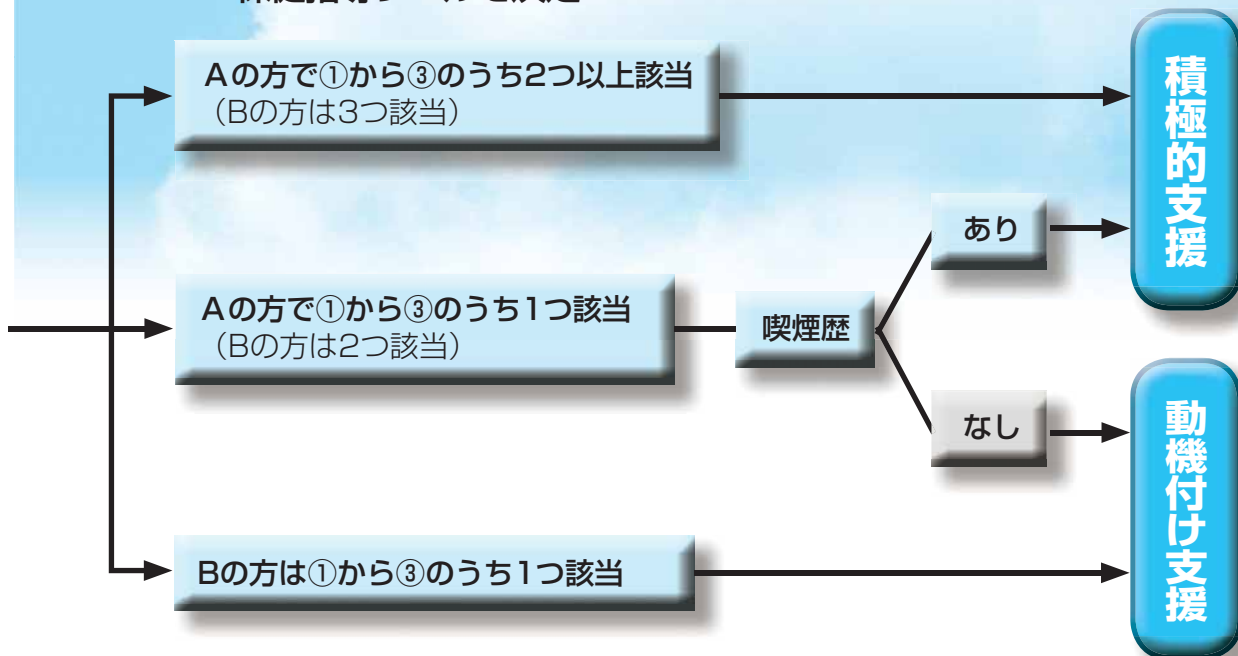 Aの方で①から③のうち2つ以上該当
（Bの方は3つ該当）
積極的支援
あり
Aの方で①から③のうち1つ該当
（Bの方は2つ該当）
喫煙歴
なし
動機付け支援
Bの方は①から③のうち1つ該当